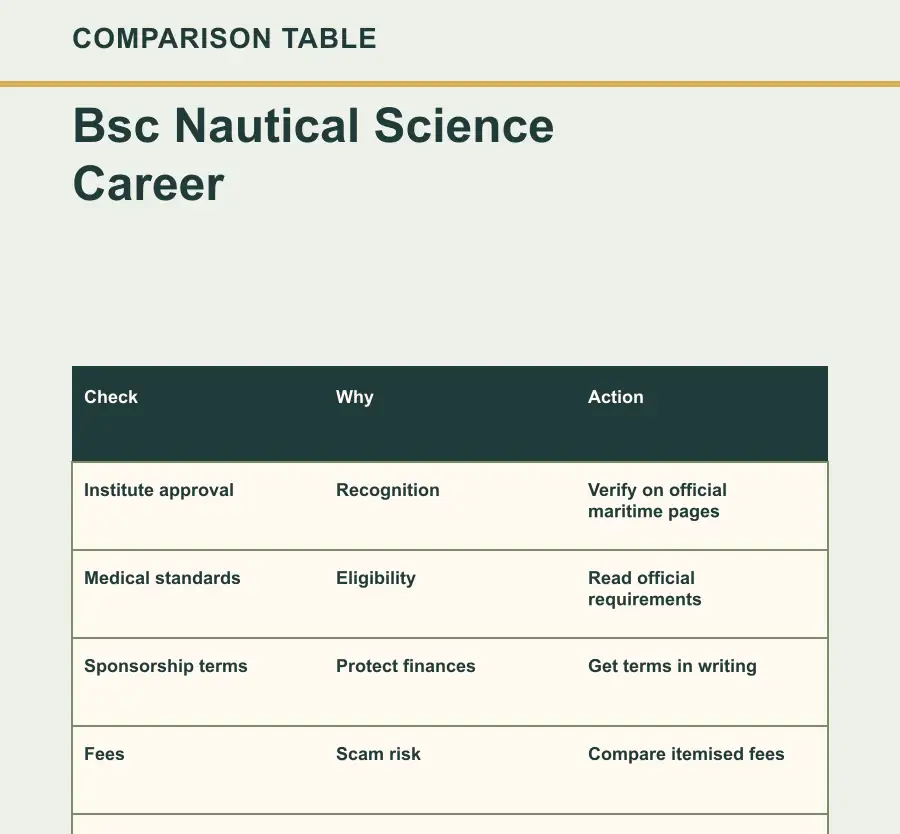 COMPARISON TABLE
Bsc Nautical Science
Career
Check Why Action
Institute approval Recognition Verify on official
maritime pages
Medical standards Eligibility Read official
requirements
Sponsorship terms Protect finances Get terms in writing
Fees Scam risk Compare itemised fees